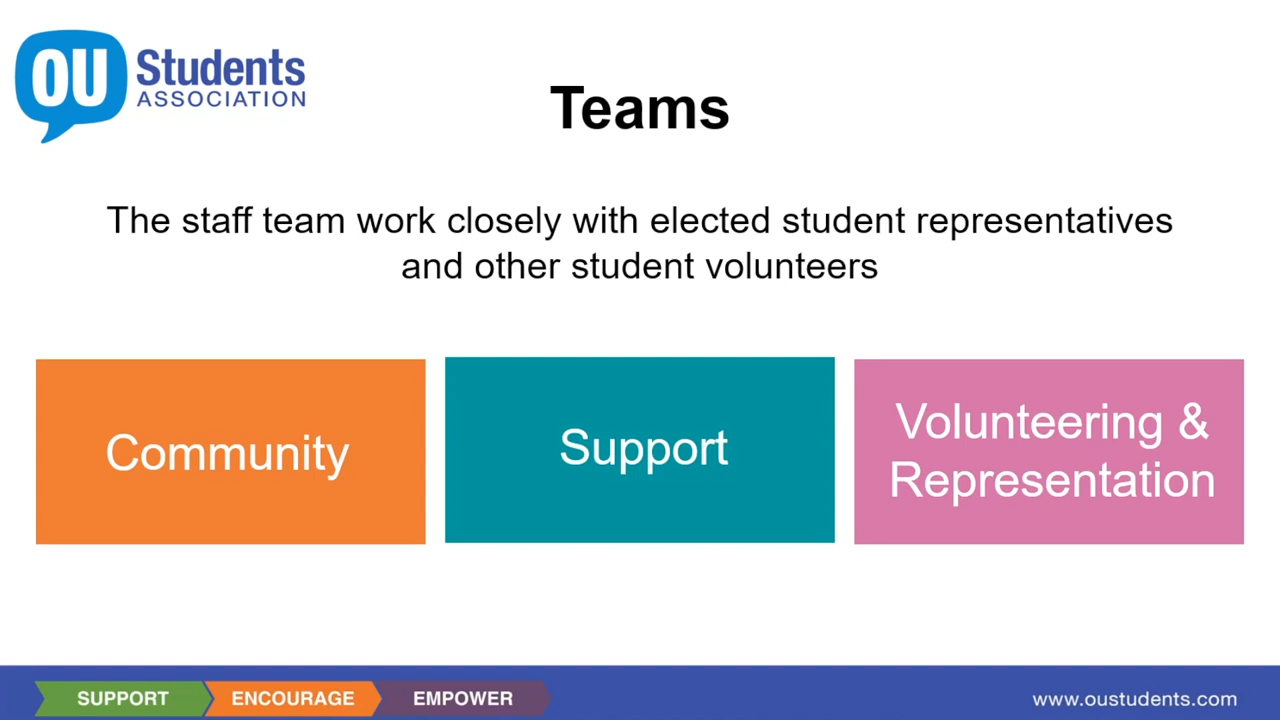 OU Students
ASSOCIATION
Teams
The staff team work closely with elected student representatives
and other student volunteers
Community
Support
Volunteering &
Representation
SUPPORT
ENCOURAGE
EMPOWER
www.oustudents.com